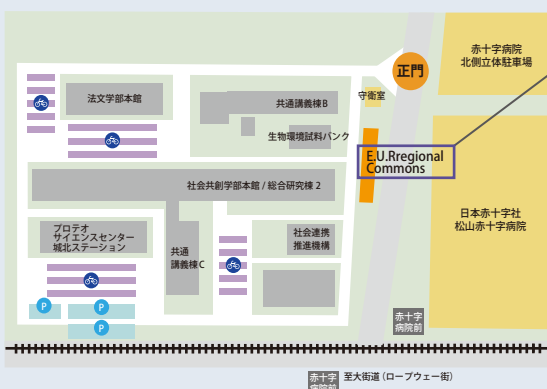 正門
赤十字病院
北側立体駐車場
守衛室
法文学部本館
共通講義棟B
生物環境試料バンク
E.U.Rregional
Commons
社会共創学部本館 / 総合研究棟 2
日本赤十字社
松山赤十字病院
プロテオ
サイエンスセンター
城北ステーション
共通
講義棟C
社会連携
推進機構
P
P
P
赤十字
病院前
赤十字
病院前
至大街道 (ロープウェー街)